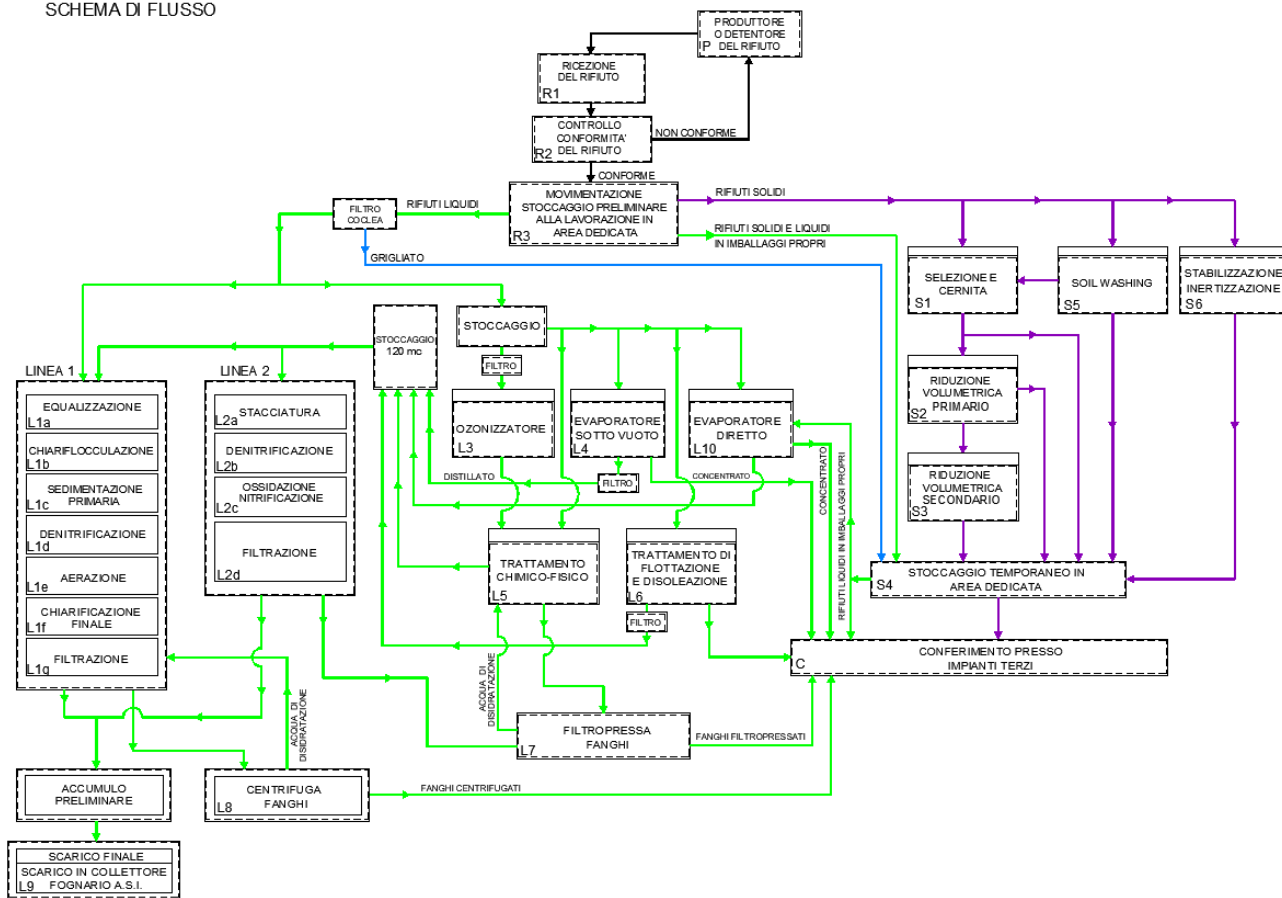 SCHEMA DI FLUSSO
PRODUTTORE
O DETENTORE
DEL RIFIUTO
P
RICEZIONE
DEL RIFIUTO
R1
CONTROLLO
CONFORMITA'
DEL RIFIUTO
R2
NON CONFORME
CONFORME
MOVIMENTAZIONE
STOCCAGGIO PRELIMINARE
ALLA LAVORAZIONE IN
AREA DEDICATA
R3
RIFIUTI LIQUIDI
FILTRO
COCLEA
GRIGLIATO
RIFIUTI SOLIDI
RIFIUTI SOLIDI E LIQUIDI
IN IMBALLAGGI PROPRI
SELEZIONE E
CERNITA
S1
SOIL WASHING
S5
STABILIZZAZIONE
INERTIZZAZIONE
S6
STOCCAGGIO
120 mc
STOCCAGGIO
FILTRO
LINEA 1
EQUALIZZAZIONE
L1a
CHIARIFLOCCULAZIONE
L1b
SEDIMENTAZIONE
PRIMARIA
L1c
DENITRIFICAZIONE
L1d
AERAZIONE
L1e
CHIARIFICAZIONE
FINALE
L1f
FILTRAZIONE
L1g
LINEA 2
STACCIATURA
L2a
DENITRIFICAZIONE
L2b
OSSIDAZIONE
NITRIFICAZIONE
L2c
FILTRAZIONE
L2d
OZONIZZATORE
L3
EVAPORATORE
SOTTO VUOTO
L4
EVAPORATORE
DIRETTO
L10
RIDUZIONE
VOLUMETRICA
PRIMARIO
S2
RIDUZIONE
VOLUMETRICA
SECONDARIO
S3
DISTILLATO
FILTRO
CONCENTRATO
CONCENTRATO
RIFIUTI LIQUIDI IN IMBALLAGGI PROPRI
TRATTAMENTO
CHIMICO-FISICO
L5
TRATTAMENTO DI
FLOTTAZIONE
E DISOLEAZIONE
L6
FILTRO
STOCCAGGIO TEMPORANEO IN
AREA DEDICATA
S4
CONFERIMENTO PRESSO
IMPIANTI TERZI
C
ACQUA DI
DISIDRATAZIONE
ACQUA DI
DISIDRATAZIONE
FILTROPRESSA
FANGHI
L7
FANGHI FILTROPRESSATI
ACCUMULO
PRELIMINARE
CENTRIFUGA
FANGHI
L8
FANGHI CENTRIFUGATI
SCARICO FINALE
SCARICO IN COLLETTORE
FOGNARIO A.S.I.
L9